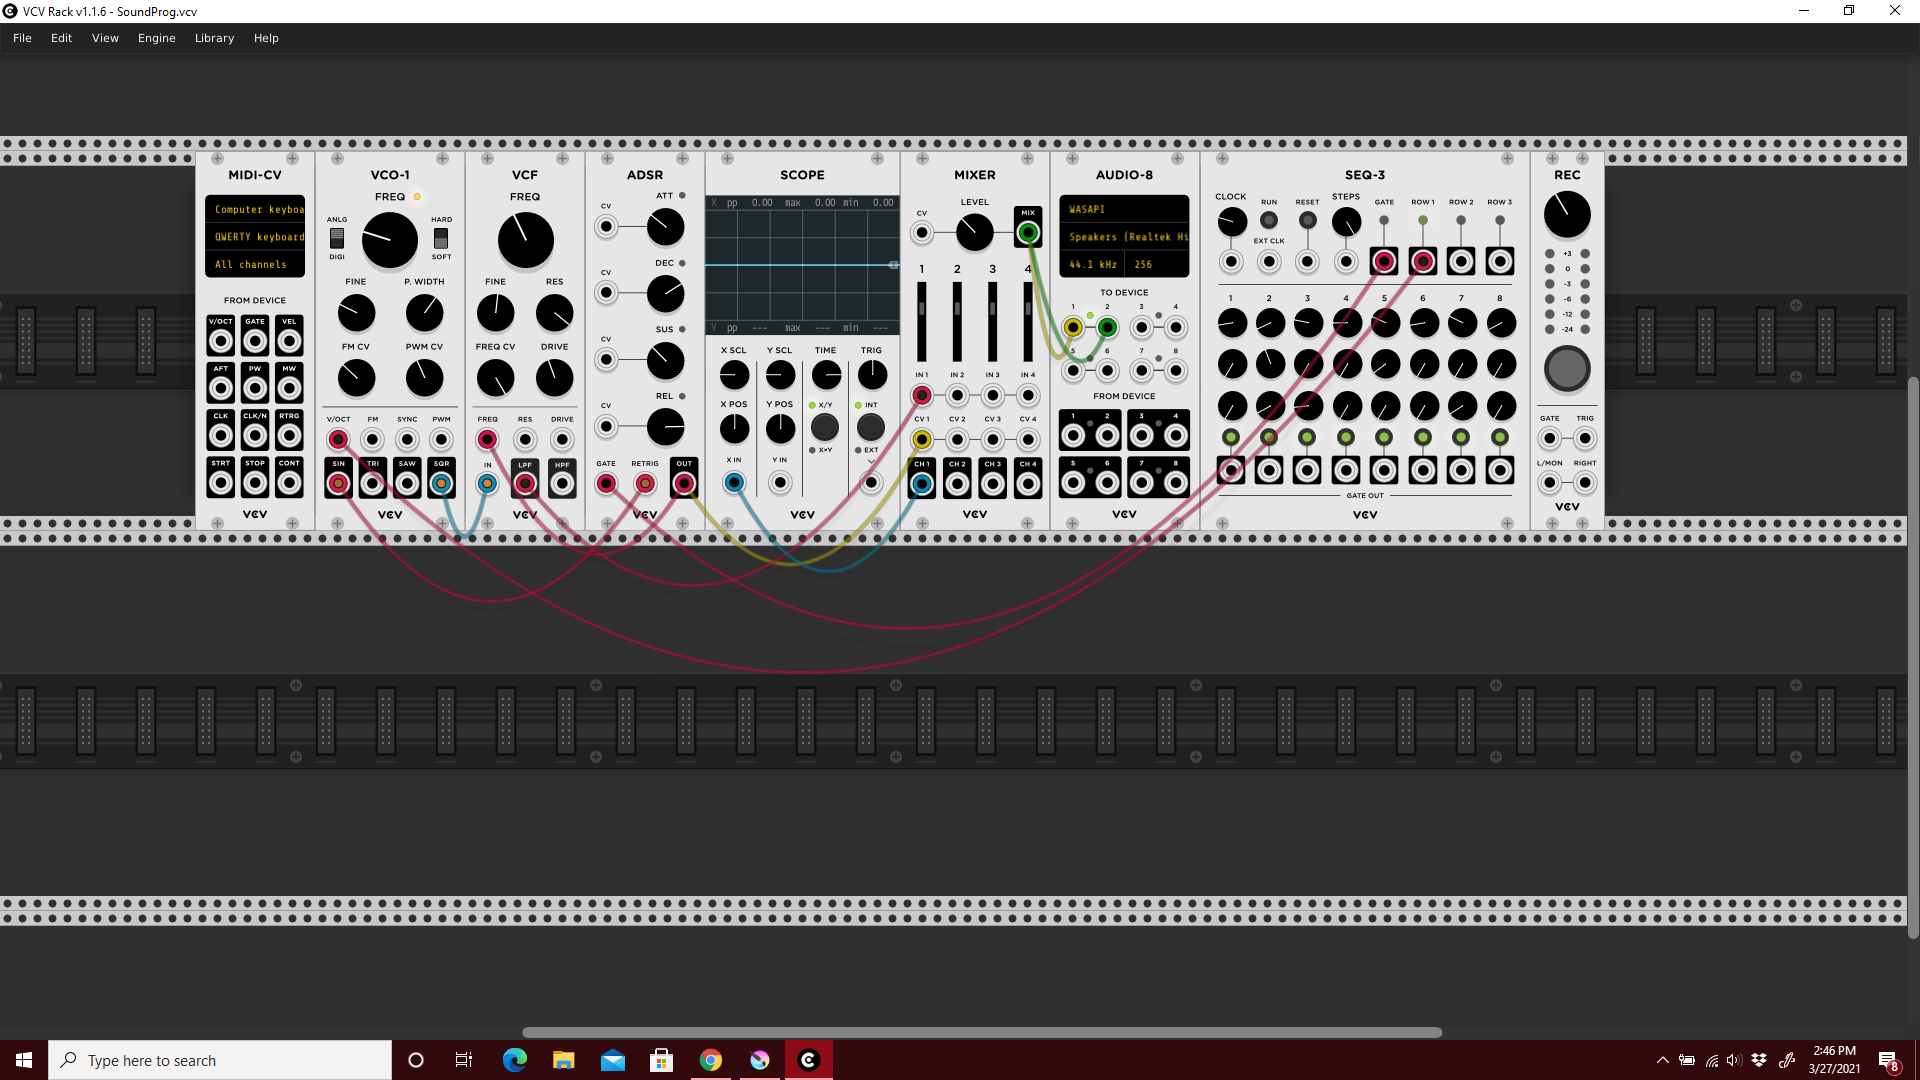 VCV Rack v1.1.6 - SoundProg.vcv
File Edit View Engine Library Help
MIDI-CV
Computer keyboa
QWERTY keyboard
All channels
FROM DEVICE
V/OCT GATE VEL
AFT PW MW
CLK CLK/N RTRG
STRT STOP CONT
VCV
VCO-1
FREQ
ANLG HARD
DIGI SOFT
FINE P. WIDTH
FM CV PWM CV
V/OCT FM SYNC PWM
SIN TRI SAW SQR
VCV
VCF
FREQ
FINE RES
FREQ CV DRIVE
FREQ RES DRIVE
IN LPF HPF
VCV
ADSR
ATT
CV
DEC
CV
SUS
CV
REL
CV
GATE RETRIG OUT
VCV
SCOPE
X pp 0.00 max 0.00 min 0.00
Y pp --- max --- min ---
X SCL Y SCL TIME TRIG
X POS Y POS X/Y INT
X×Y EXT
X IN Y IN
VCV
MIXER
LEVEL
CV MIX
1 2 3 4
IN 1 IN 2 IN 3 IN 4
CV 1 CV 2 CV 3 CV 4
CH 1 CH 2 CH 3 CH 4
VCV
AUDIO-8
WASAPI
Speakers (Realtek Hi
44.1 kHz 256
TO DEVICE
1 2 3 4
5 6 7 8
FROM DEVICE
1 2 3 4
5 6 7 8
VCV
SEQ-3
CLOCK RUN RESET STEPS GATE ROW 1 ROW 2 ROW 3
EXT CLK
1 2 3 4 5 6 7 8
GATE OUT
VCV
REC
+3
0
-3
-6
-12
-24
GATE TRIG
L/MON RIGHT
VCV
Type here to search
2:46 PM
3/27/2021
8